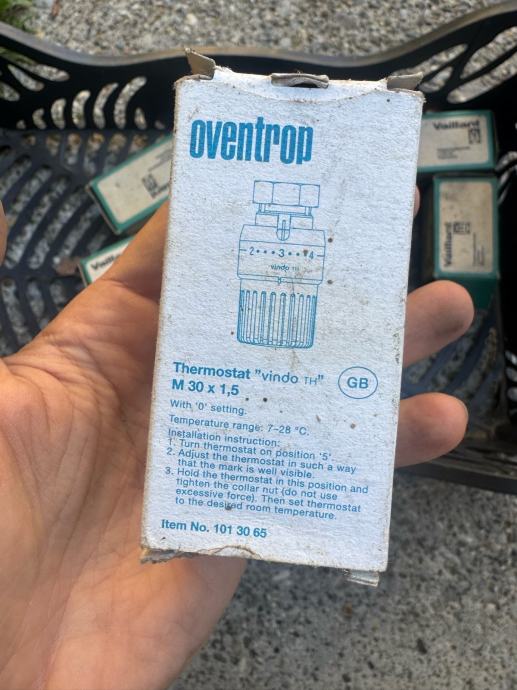 oventrop
2•••3•••4
vindo TH
Thermostat "vindo TH"
M 30 x 1,5
GB
With '0' setting.
Temperature range: 7-28 °C.
Installation instruction:
1. Turn thermostat on position '5'.
2. Adjust the thermostat in such a way
that the mark is well visible.
3. Hold the thermostat in this position and
tighten the collar nut (do not use
excessive force). Then set thermostat
to the desired room temperature.
Item No. 101 30 65
Vaillant
Vaillant
Vaillant